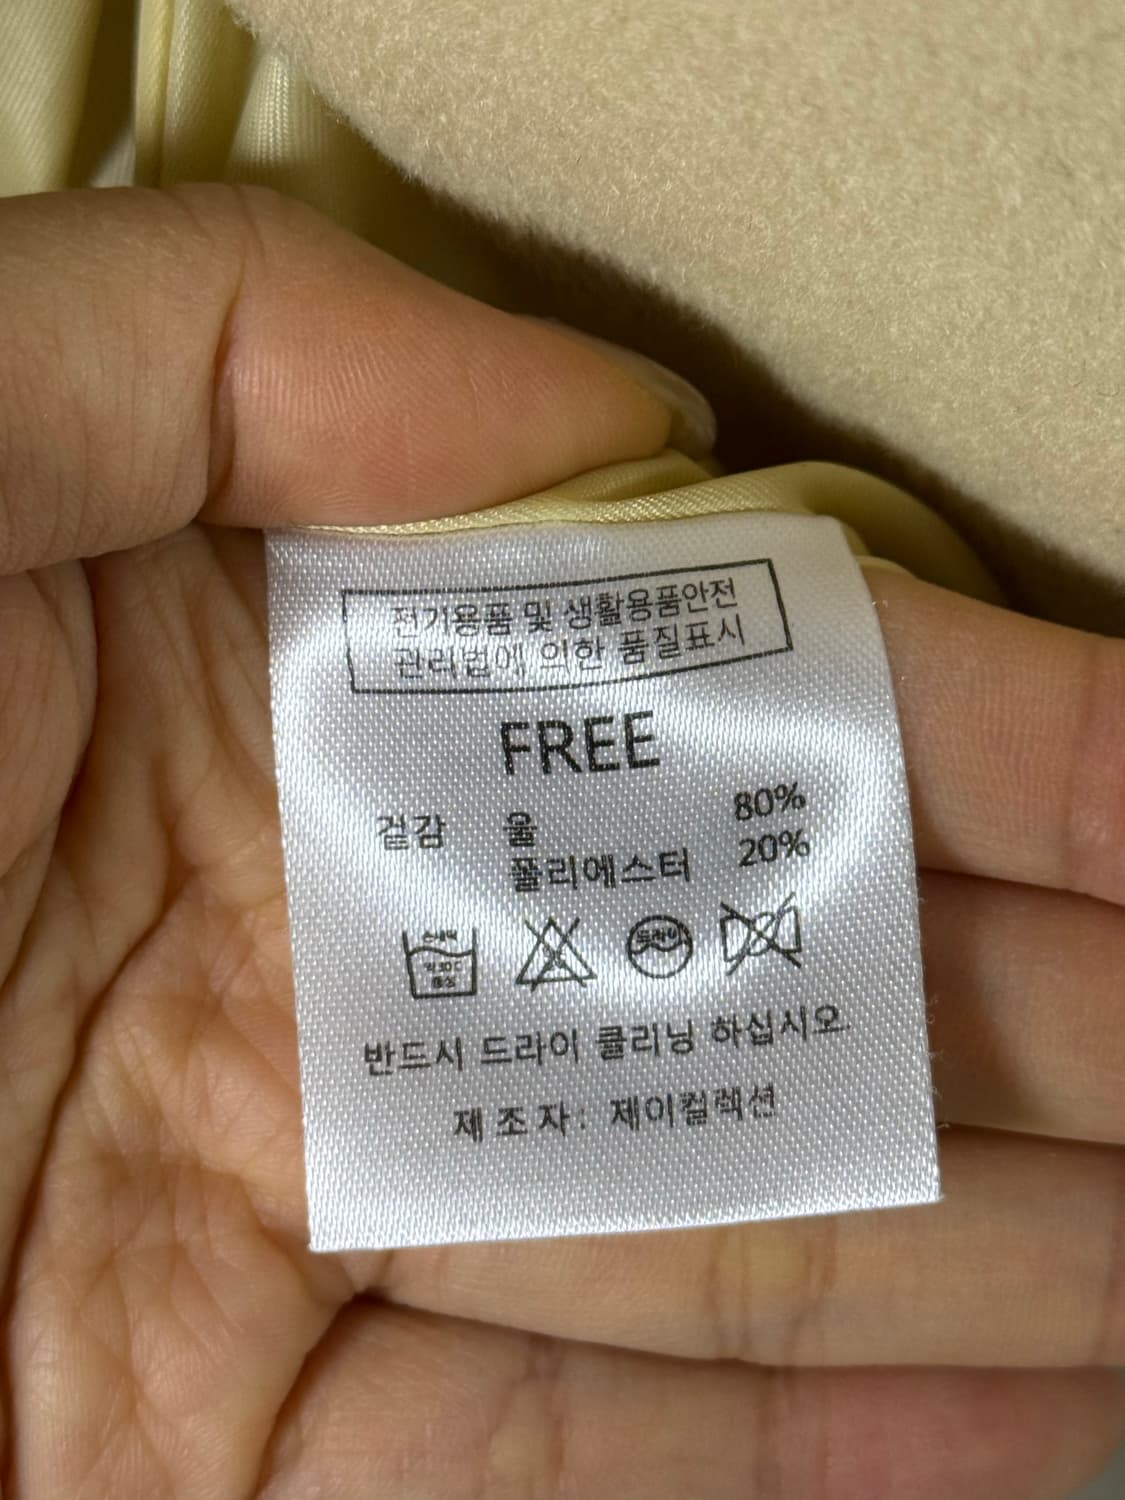 전기용품 및 생활용품안전
관리법에 의한 품질표시
FREE
겉감 울 80%
폴리에스터 20%
드라이
반드시 드라이 클리닝 하십시오.
제조자: 제이컬렉션